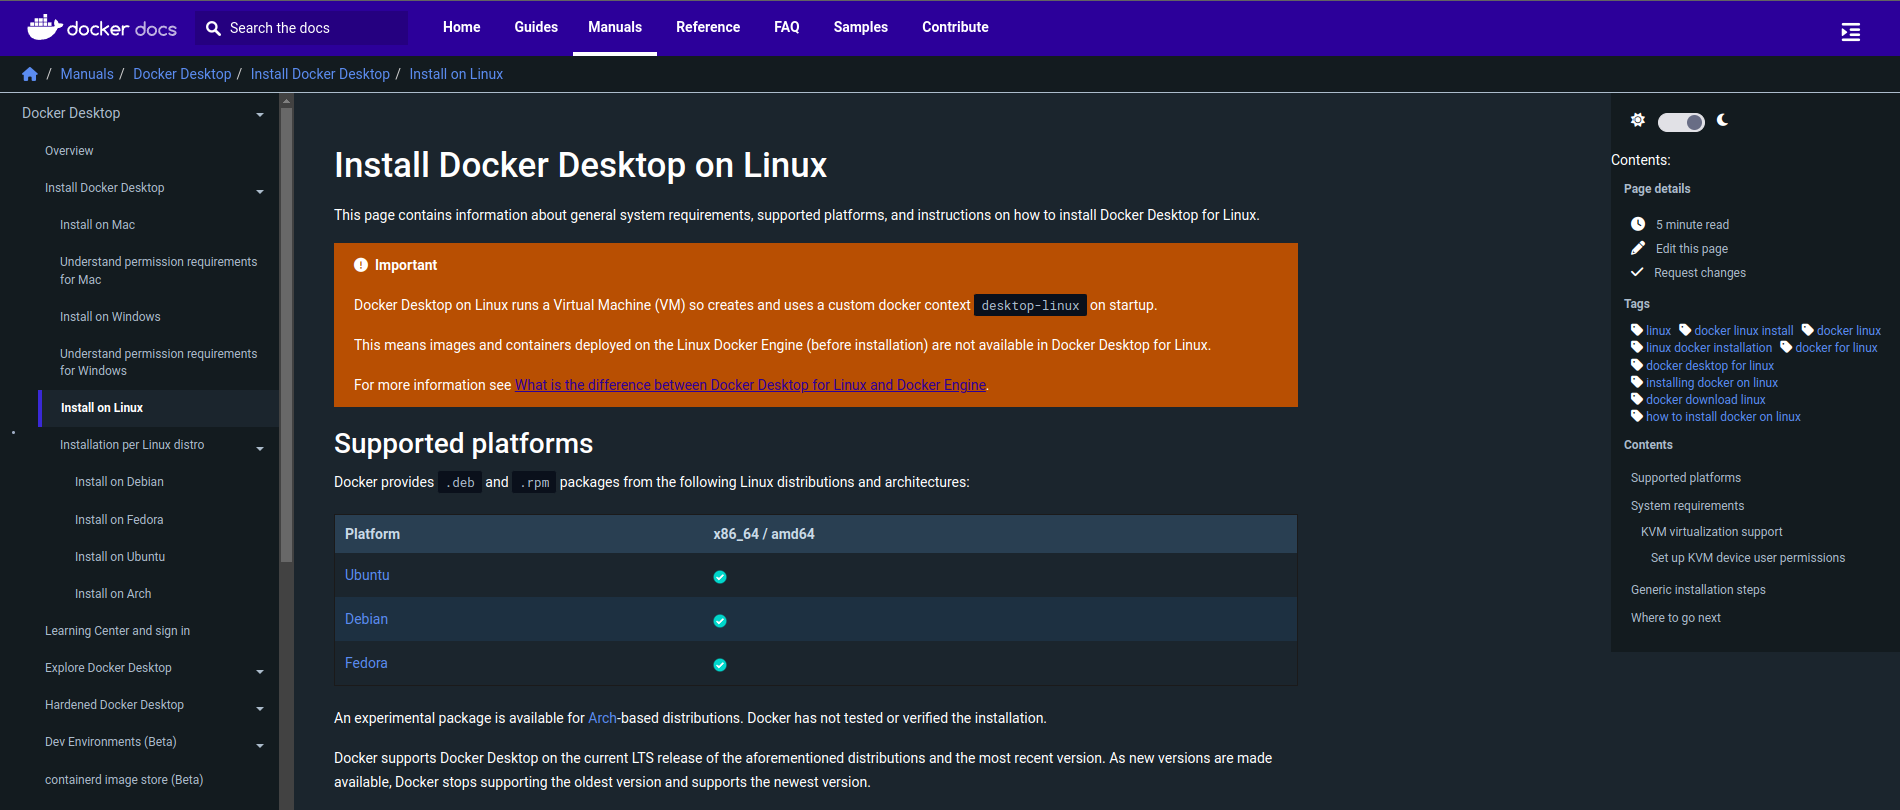 docker docs
Search the docs
Home
Guides
Manuals
Reference
FAQ
Samples
Contribute
/ Manuals / Docker Desktop / Install Docker Desktop / Install on Linux
Docker Desktop
Overview
Install Docker Desktop
Install on Mac
Understand permission requirements
for Mac
Install on Windows
Understand permission requirements
for Windows
Install on Linux
Installation per Linux distro
Install on Debian
Install on Fedora
Install on Ubuntu
Install on Arch
Learning Center and sign in
Explore Docker Desktop
Hardened Docker Desktop
Dev Environments (Beta)
containerd image store (Beta)
Install Docker Desktop on Linux
This page contains information about general system requirements, supported platforms, and instructions on how to install Docker Desktop for Linux.
Important
Docker Desktop on Linux runs a Virtual Machine (VM) so creates and uses a custom docker context desktop-linux on startup.
This means images and containers deployed on the Linux Docker Engine (before installation) are not available in Docker Desktop for Linux.
For more information see What is the difference between Docker Desktop for Linux and Docker Engine.
Supported platforms
Docker provides .deb and .rpm packages from the following Linux distributions and architectures:
Platform x86_64 / amd64
Ubuntu
Debian
Fedora
An experimental package is available for Arch-based distributions. Docker has not tested or verified the installation.
Docker supports Docker Desktop on the current LTS release of the aforementioned distributions and the most recent version. As new versions are made
available, Docker stops supporting the oldest version and supports the newest version.
Contents:
Page details
5 minute read
Edit this page
Request changes
Tags
linux docker linux install docker linux
linux docker installation docker for linux
docker desktop for linux
installing docker on linux
docker download linux
how to install docker on linux
Contents
Supported platforms
System requirements
KVM virtualization support
Set up KVM device user permissions
Generic installation steps
Where to go next